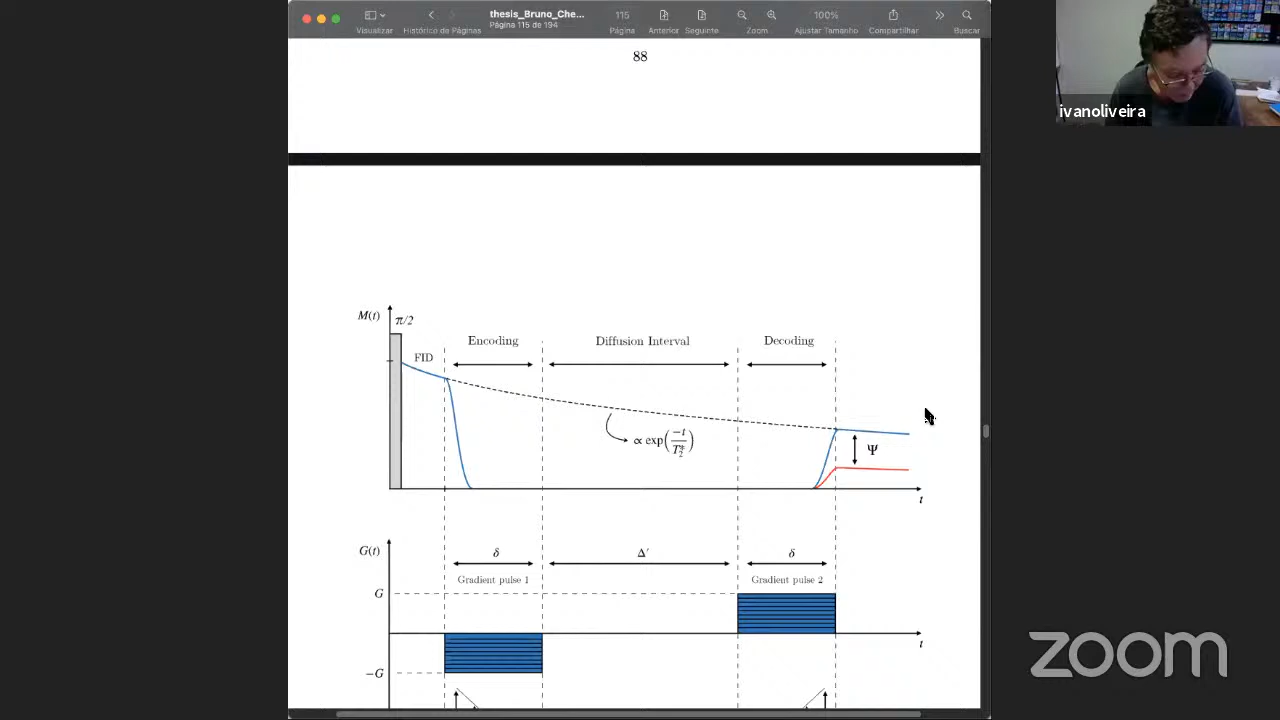 thesis_Bruno_Che...
Página 115 de 194
115
100%
Visualizar
Histórico de Páginas
Página
Anterior
Seguinte
Zoom
Ajustar Tamanho
Compartilhar
Buscar
88
ivanoliveira
M(t)
π/2
FID
Encoding
Diffusion Interval
Decoding
∝ exp(−t/T₂*)
Ψ
t
G(t)
δ
Δ′
δ
Gradient pulse 1
Gradient pulse 2
G
t
−G
zoom